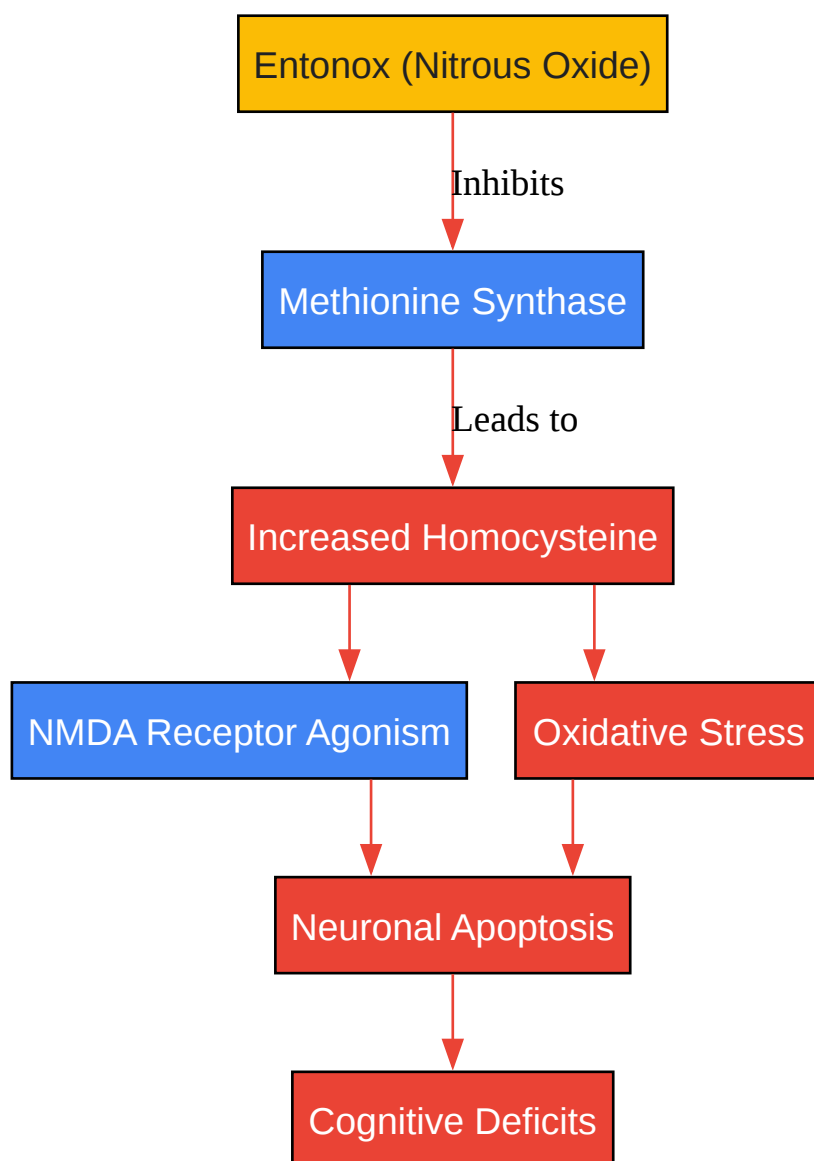 Entonox (Nitrous Oxide)
Inhibits
Methionine Synthase
Leads to
Increased Homocysteine
NMDA Receptor Agonism
Oxidative Stress
Neuronal Apoptosis
Cognitive Deficits